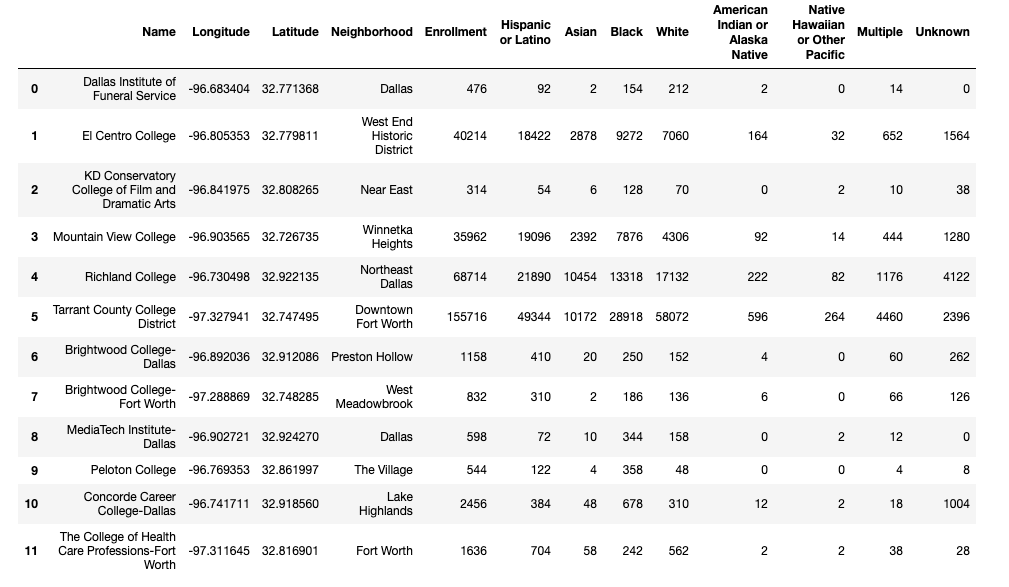 Name Longitude Latitude Neighborhood Enrollment Hispanic or Latino Asian Black White American Indian or Alaska Native Native Hawaiian or Other Pacific Multiple Unknown
0 Dallas Institute of Funeral Service -96.683404 32.771368 Dallas 476 92 2 154 212 2 0 14 0
1 El Centro College -96.805353 32.779811 West End Historic District 40214 18422 2878 9272 7060 164 32 652 1564
2 KD Conservatory College of Film and Dramatic Arts -96.841975 32.808265 Near East 314 54 6 128 70 0 2 10 38
3 Mountain View College -96.903565 32.726735 Winnetka Heights 35962 19096 2392 7876 4306 92 14 444 1280
4 Richland College -96.730498 32.922135 Northeast Dallas 68714 21890 10454 13318 17132 222 82 1176 4122
5 Tarrant County College District -97.327941 32.747495 Downtown Fort Worth 155716 49344 10172 28918 58072 596 264 4460 2396
6 Brightwood College-Dallas -96.892036 32.912086 Preston Hollow 1158 410 20 250 152 4 0 60 262
7 Brightwood College-Fort Worth -97.288869 32.748285 West Meadowbrook 832 310 2 186 136 6 0 66 126
8 MediaTech Institute-Dallas -96.902721 32.924270 Dallas 598 72 10 344 158 0 2 12 0
9 Peloton College -96.769353 32.861997 The Village 544 122 4 358 48 0 0 4 8
10 Concorde Career College-Dallas -96.741711 32.918560 Lake Highlands 2456 384 48 678 310 12 2 18 1004
11 The College of Health Care Professions-Fort Worth -97.311645 32.816901 Fort Worth 1636 704 58 242 562 2 2 38 28